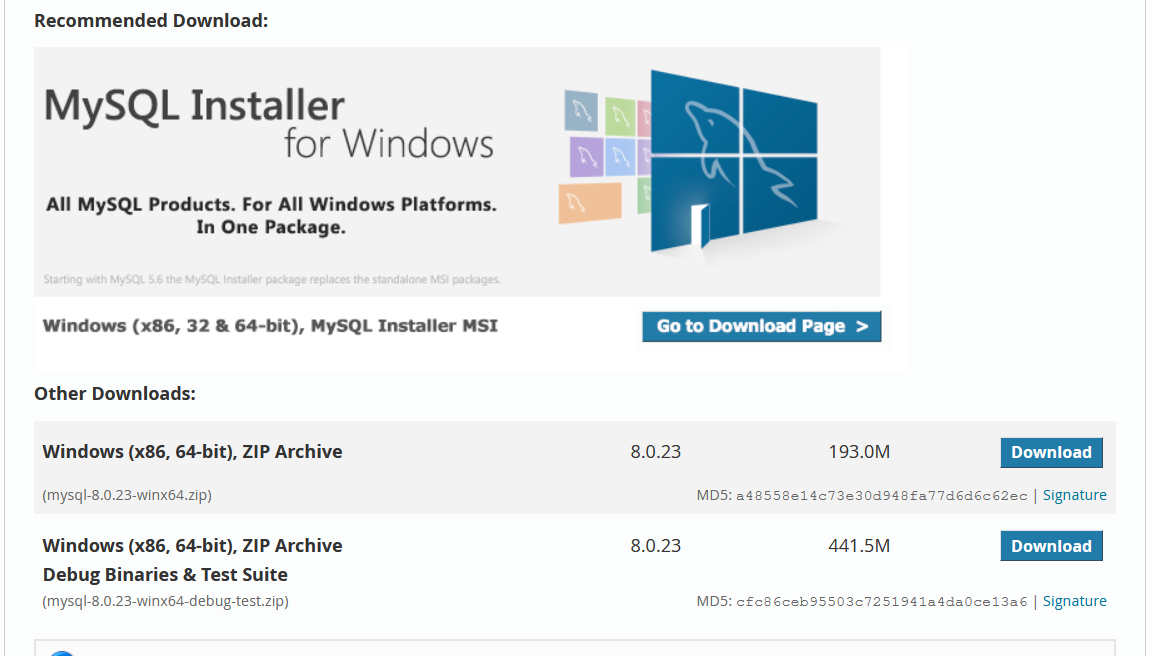 Recommended Download:
MySQL Installer
for Windows
All MySQL Products. For All Windows Platforms.
In One Package.
Starting with MySQL 5.6 the MySQL Installer package replaces the standalone MSI packages.
Windows (x86, 32 & 64-bit), MySQL Installer MSI
Go to Download Page >
Other Downloads:
Windows (x86, 64-bit), ZIP Archive 8.0.23 193.0M Download
(mysql-8.0.23-winx64.zip) MD5: a48558e14c73e30d948fa77d6d6c62ec | Signature
Windows (x86, 64-bit), ZIP Archive 8.0.23 441.5M Download
Debug Binaries & Test Suite
(mysql-8.0.23-winx64-debug-test.zip) MD5: cfc86ceb95503c7251941a4da0ce13a6 | Signature